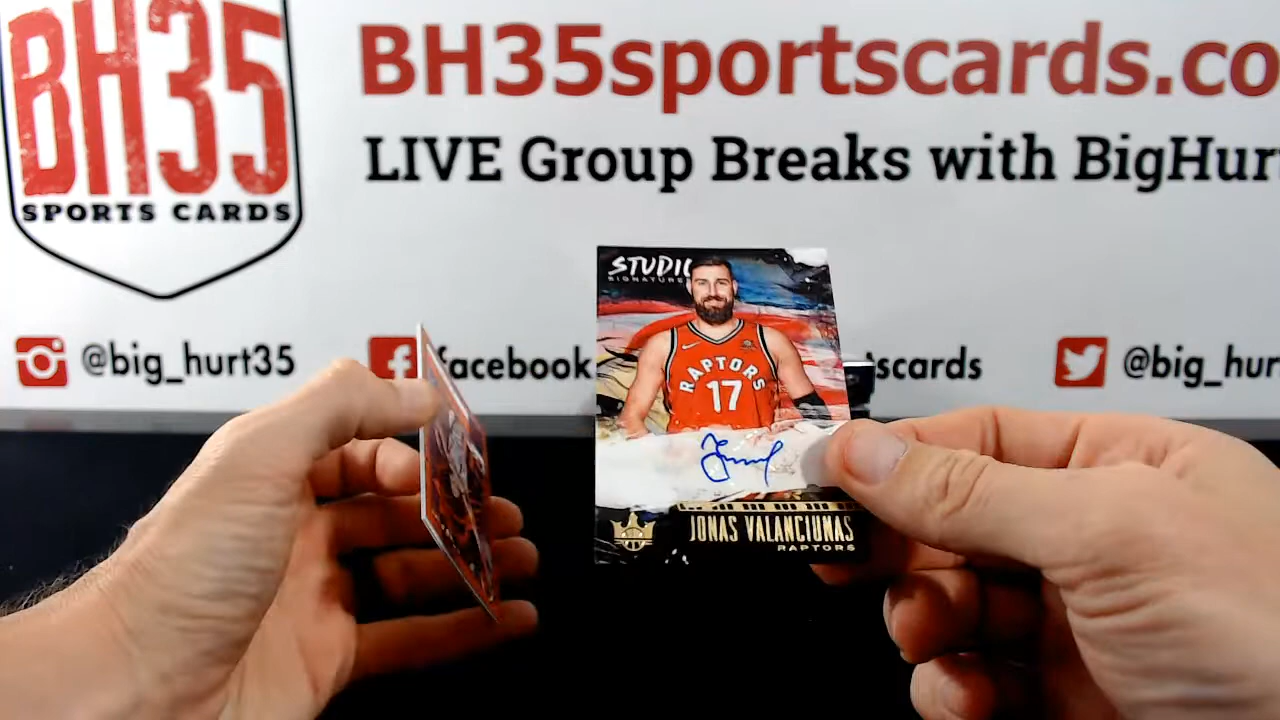 BH35
SPORTS CARDS
BH35sportscards.co
LIVE Group Breaks with BigHurt
@big_hurt35
facebook
scards
@big_hur
STUDIO
SIGNATURES
RAPTORS
17
JONAS VALANCIUNAS
RAPTORS